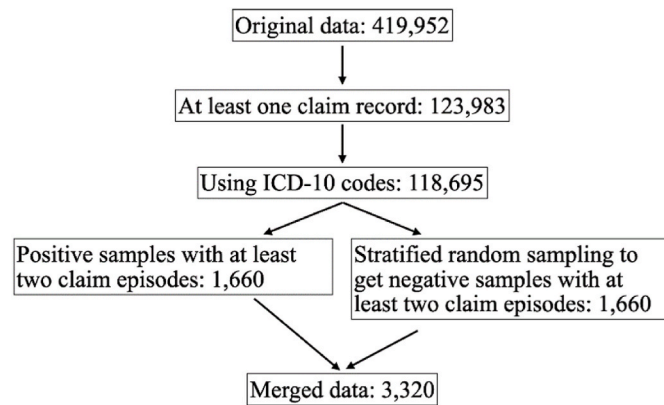 Original data: 419,952
At least one claim record: 123,983
Using ICD-10 codes: 118,695
Positive samples with at least
two claim episodes: 1,660
Stratified random sampling to
get negative samples with at
least two claim episodes: 1,660
Merged data: 3,320